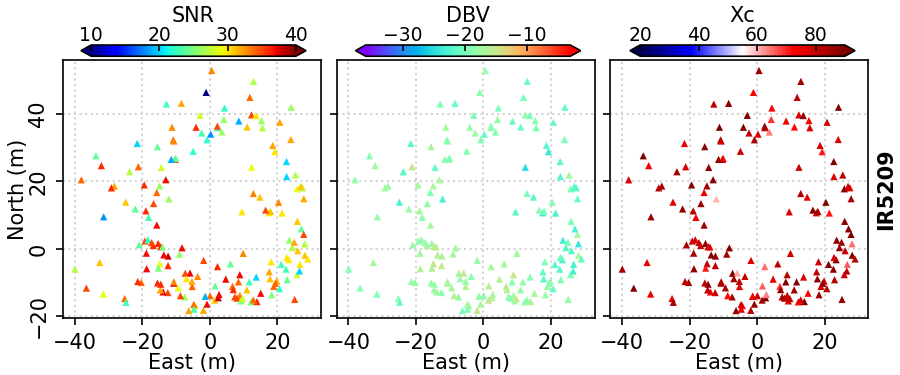 SNR
10 20 30 40
DBV
−30 −20 −10
Xc
20 40 60 80
North (m)
40
20
0
−20
−40 −20 0 20
East (m)
−40 −20 0 20
East (m)
−40 −20 0 20
East (m)
IR5209